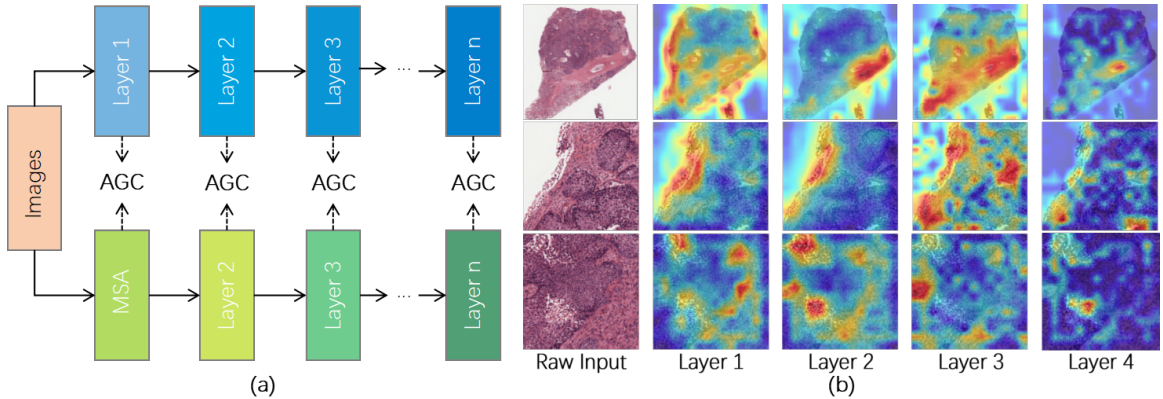 Images
Layer 1
Layer 2
Layer 3
...
Layer n
AGC AGC AGC AGC
MSA
Layer 2
Layer 3
...
Layer n
(a)
Raw Input Layer 1 Layer 2 Layer 3 Layer 4
(b)